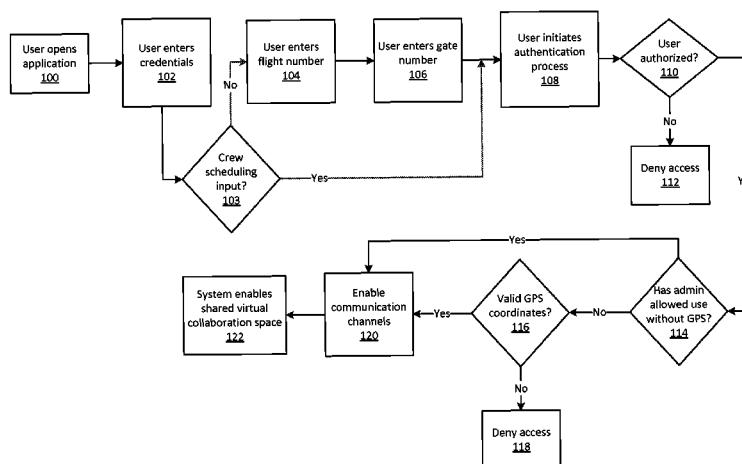 User opens
application
100
User enters
credentials
102
No
User enters
flight number
104
User enters gate
number
106
User initiates
authentication
process
108
User
authorized?
110
Crew
scheduling
input?
103
Yes
No
Deny access
112
Y
Yes
System enables
shared virtual
collaboration space
122
Enable
communication
channels
120
Yes
Valid GPS
coordinates?
116
No
Has admin
allowed use
without GPS?
114
No
Deny access
118